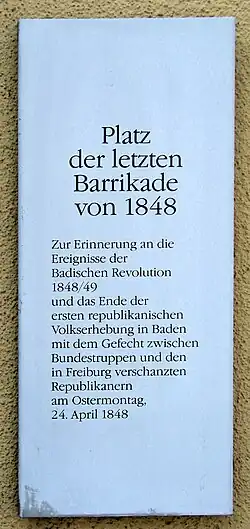 Platz
der letzten
Barrikade
von 1848
Zur Erinnerung an die
Ereignisse der
Badischen Revolution
1848/49
und das Ende der
ersten republikanischen
Volkserhebung in Baden
mit dem Gefecht zwischen
Bundestruppen und den
in Freiburg verschanzten
Republikanern
am Ostermontag,
24. April 1848